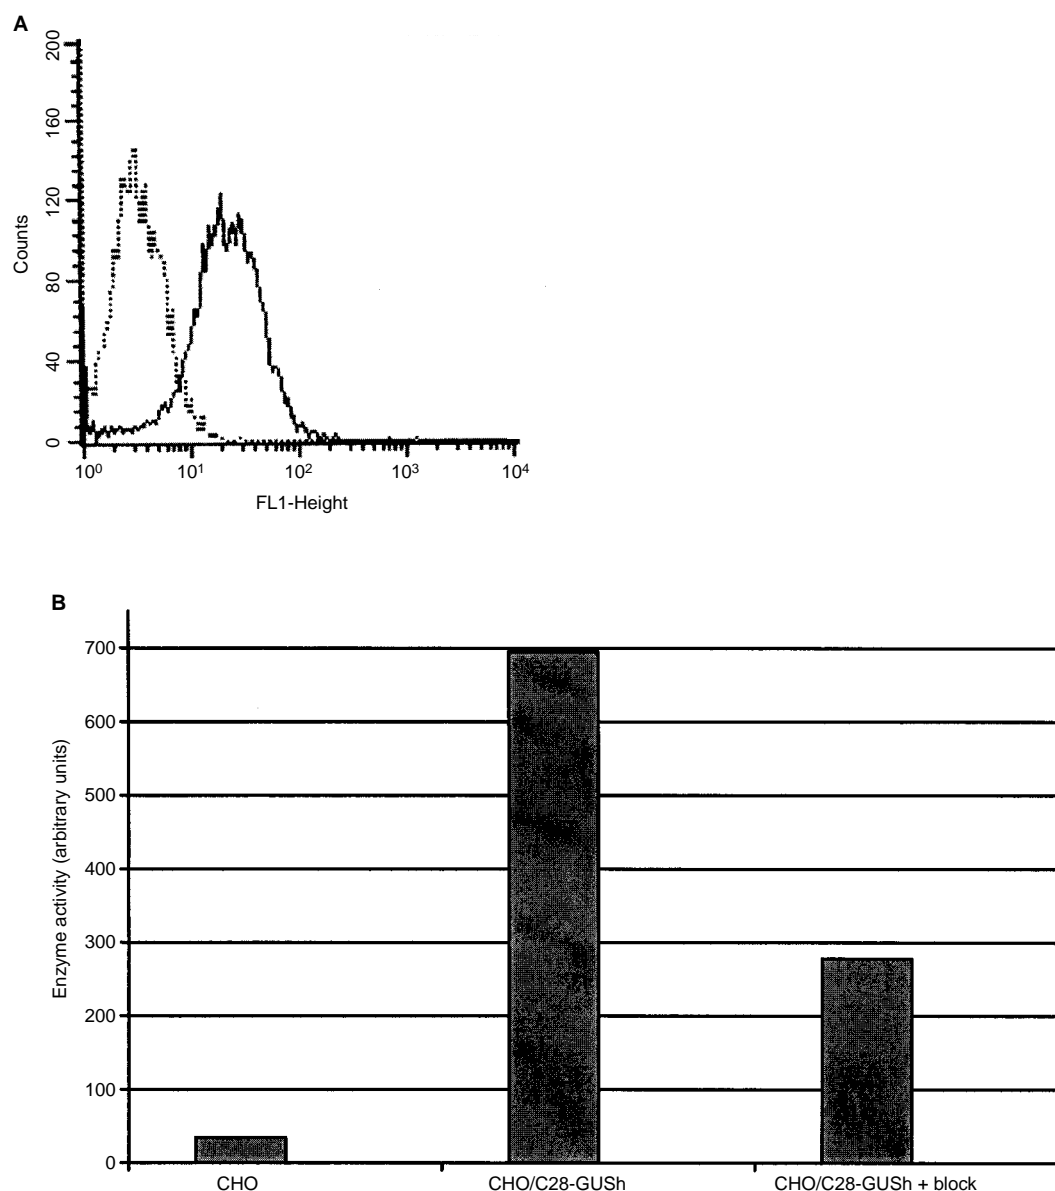 A
200
160
120
80
40
0
Counts
10⁰ 10¹ 10² 10³ 10⁴
FL1-Height
B
700
600
500
400
300
200
100
0
Enzyme activity (arbitrary units)
CHO CHO/C28-GUSh CHO/C28-GUSh + block